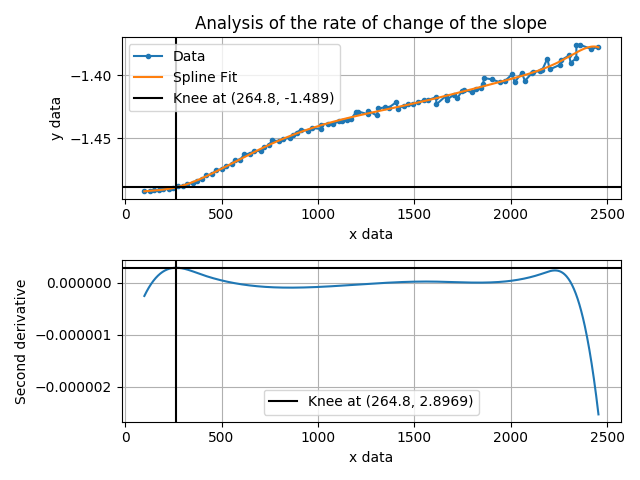 Analysis of the rate of change of the slope
Data
Spline Fit
Knee at (264.8, -1.489)
y data
−1.40
−1.45
0
500
1000
1500
2000
2500
x data
Second derivative
0.000000
−0.000001
−0.000002
Knee at (264.8, 2.8969)
0
500
1000
1500
2000
2500
x data